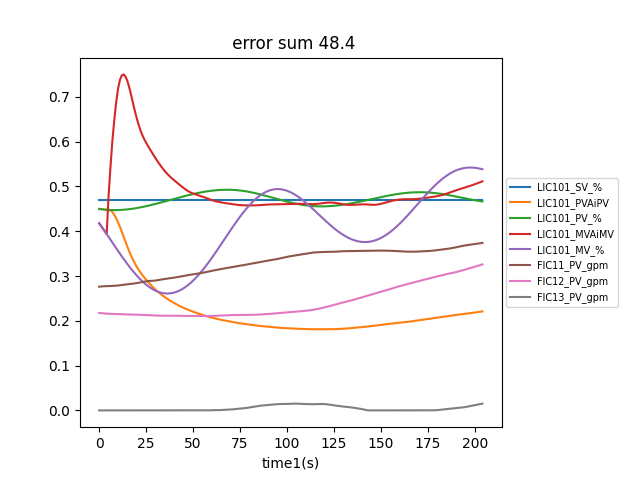 error sum 48.4
0.7
0.6
0.5
0.4
0.3
0.2
0.1
0.0
0 25 50 75 100 125 150 175 200
time1(s)
LIC101_SV_%
LIC101_PVAiPV
LIC101_PV_%
LIC101_MVAiMV
LIC101_MV_%
FIC11_PV_gpm
FIC12_PV_gpm
FIC13_PV_gpm